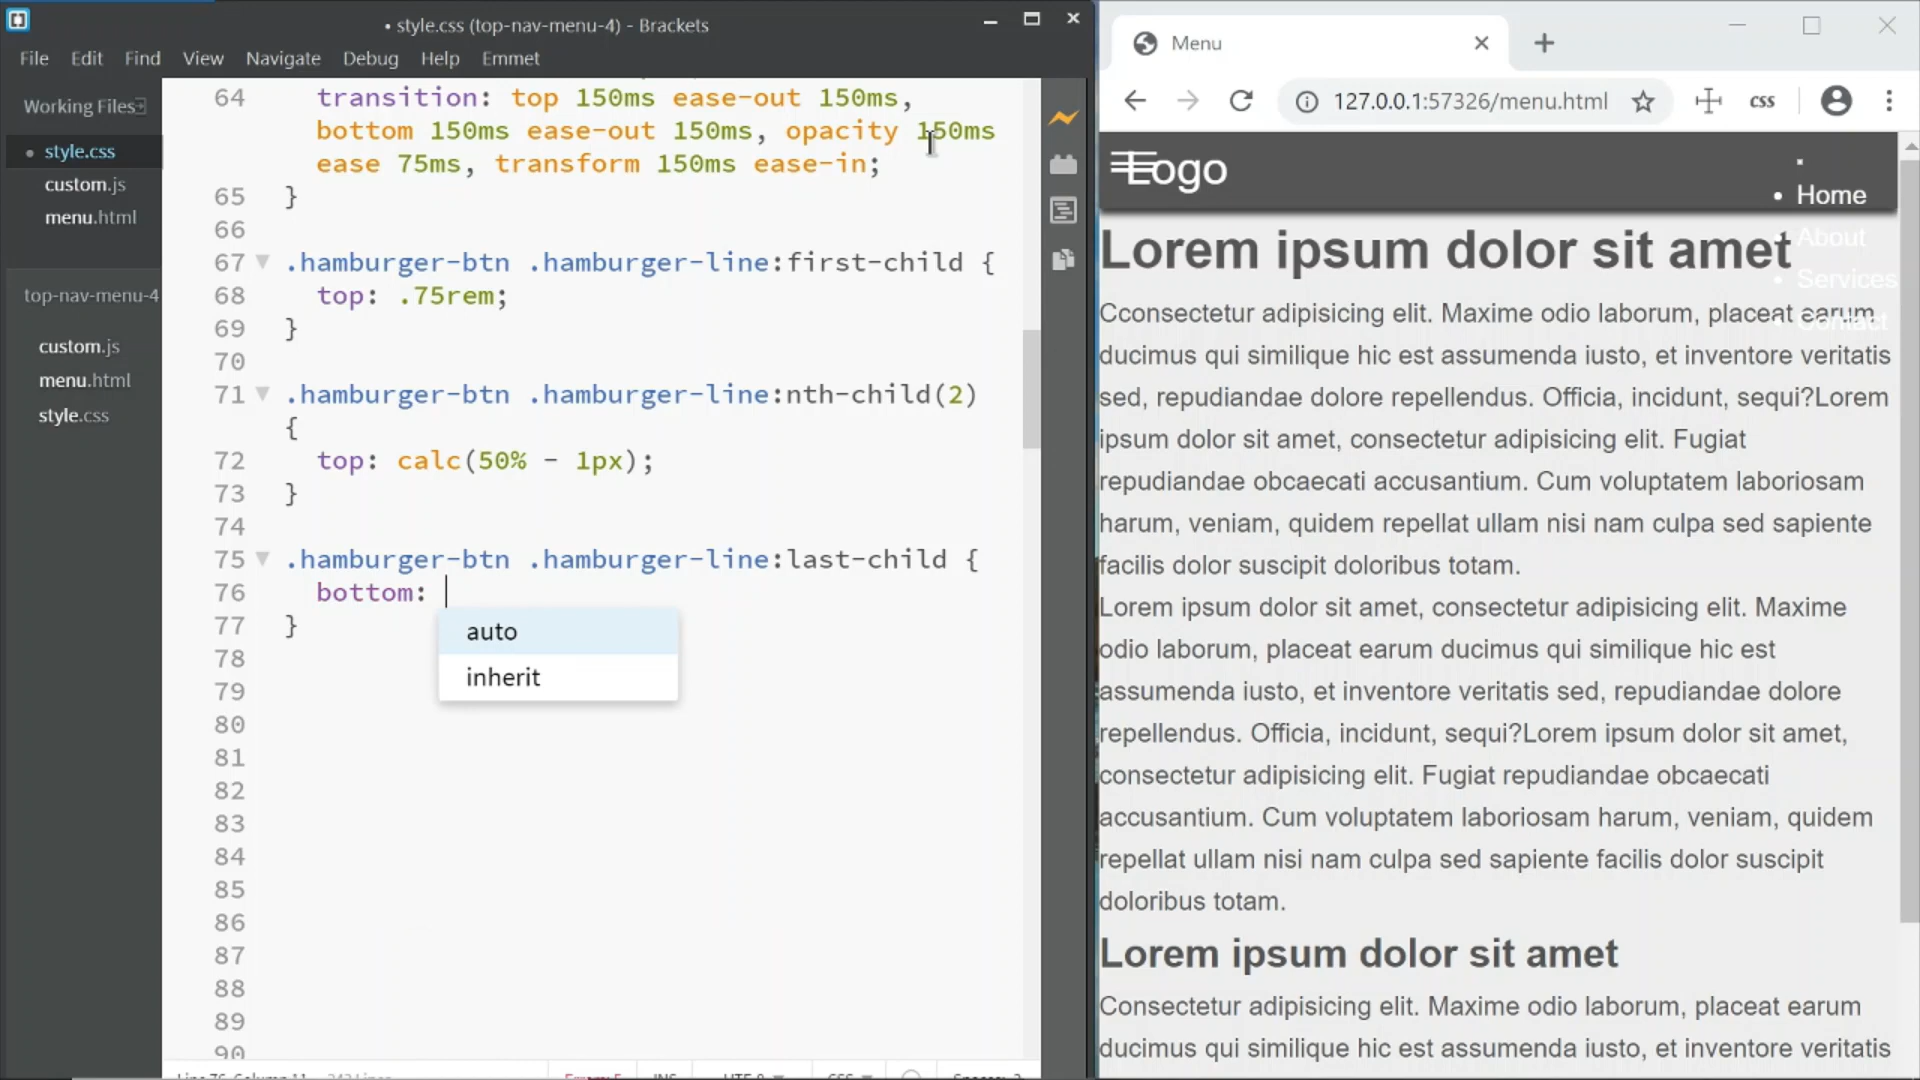 • style.css (top-nav-menu-4) - Brackets
File Edit Find View Navigate Debug Help Emmet
Working Files
• style.css
custom.js
menu.html
top-nav-menu-4
custom.js
menu.html
style.css
64 transition: top 150ms ease-out 150ms,
bottom 150ms ease-out 150ms, opacity 150ms
ease 75ms, transform 150ms ease-in;
65 }
66
67 .hamburger-btn .hamburger-line:first-child {
68 top: .75rem;
69 }
70
71 .hamburger-btn .hamburger-line:nth-child(2)
{
72 top: calc(50% - 1px);
73 }
74
75 .hamburger-btn .hamburger-line:last-child {
76 bottom:
77 }
auto
inherit
78
79
80
81
82
83
84
85
86
87
88
89
90
Menu
127.0.0.1:57326/menu.html
CSS
Logo
• Home
• About
• Services
• Contact
Lorem ipsum dolor sit amet
Cconsectetur adipisicing elit. Maxime odio laborum, placeat earum
ducimus qui similique hic est assumenda iusto, et inventore veritatis
sed, repudiandae dolore repellendus. Officia, incidunt, sequi?Lorem
ipsum dolor sit amet, consectetur adipisicing elit. Fugiat
repudiandae obcaecati accusantium. Cum voluptatem laboriosam
harum, veniam, quidem repellat ullam nisi nam culpa sed sapiente
facilis dolor suscipit doloribus totam.
Lorem ipsum dolor sit amet, consectetur adipisicing elit. Maxime
odio laborum, placeat earum ducimus qui similique hic est
assumenda iusto, et inventore veritatis sed, repudiandae dolore
repellendus. Officia, incidunt, sequi?Lorem ipsum dolor sit amet,
consectetur adipisicing elit. Fugiat repudiandae obcaecati
accusantium. Cum voluptatem laboriosam harum, veniam, quidem
repellat ullam nisi nam culpa sed sapiente facilis dolor suscipit
doloribus totam.
Lorem ipsum dolor sit amet
Consectetur adipisicing elit. Maxime odio laborum, placeat earum
ducimus qui similique hic est assumenda iusto, et inventore veritatis